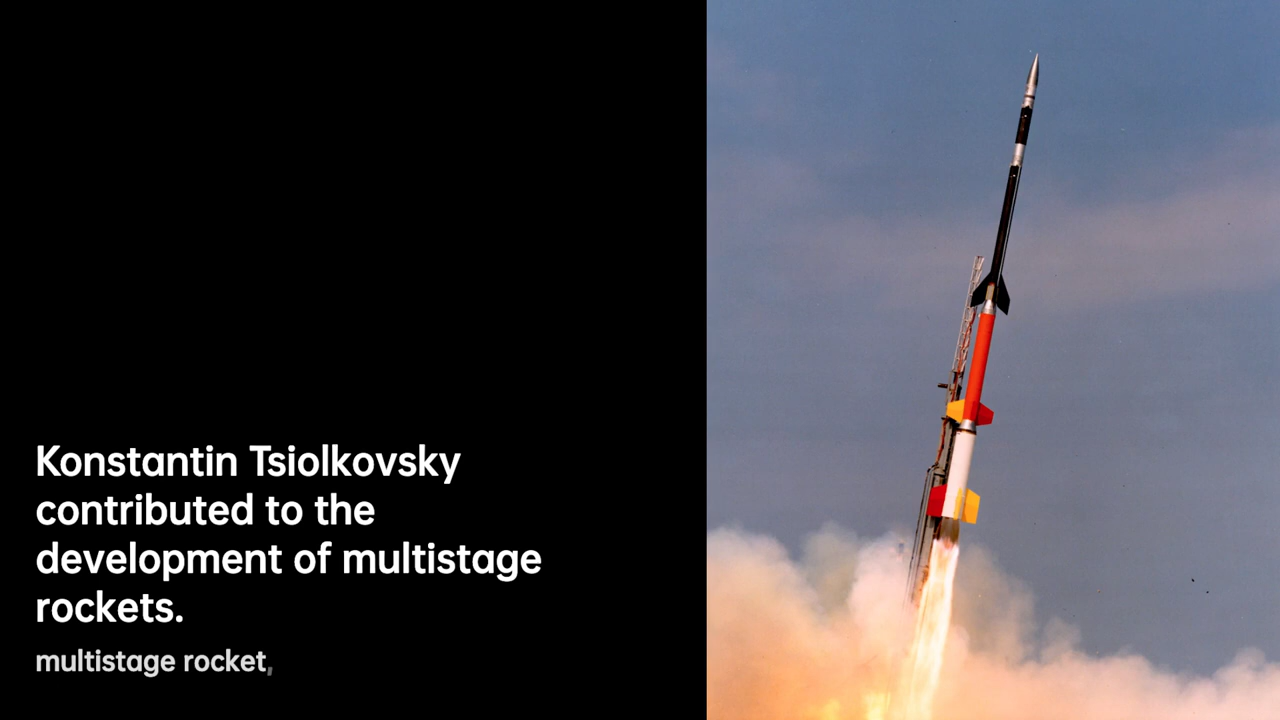 Konstantin Tsiolkovsky
contributed to the
development of multistage
rockets.
multistage rocket,